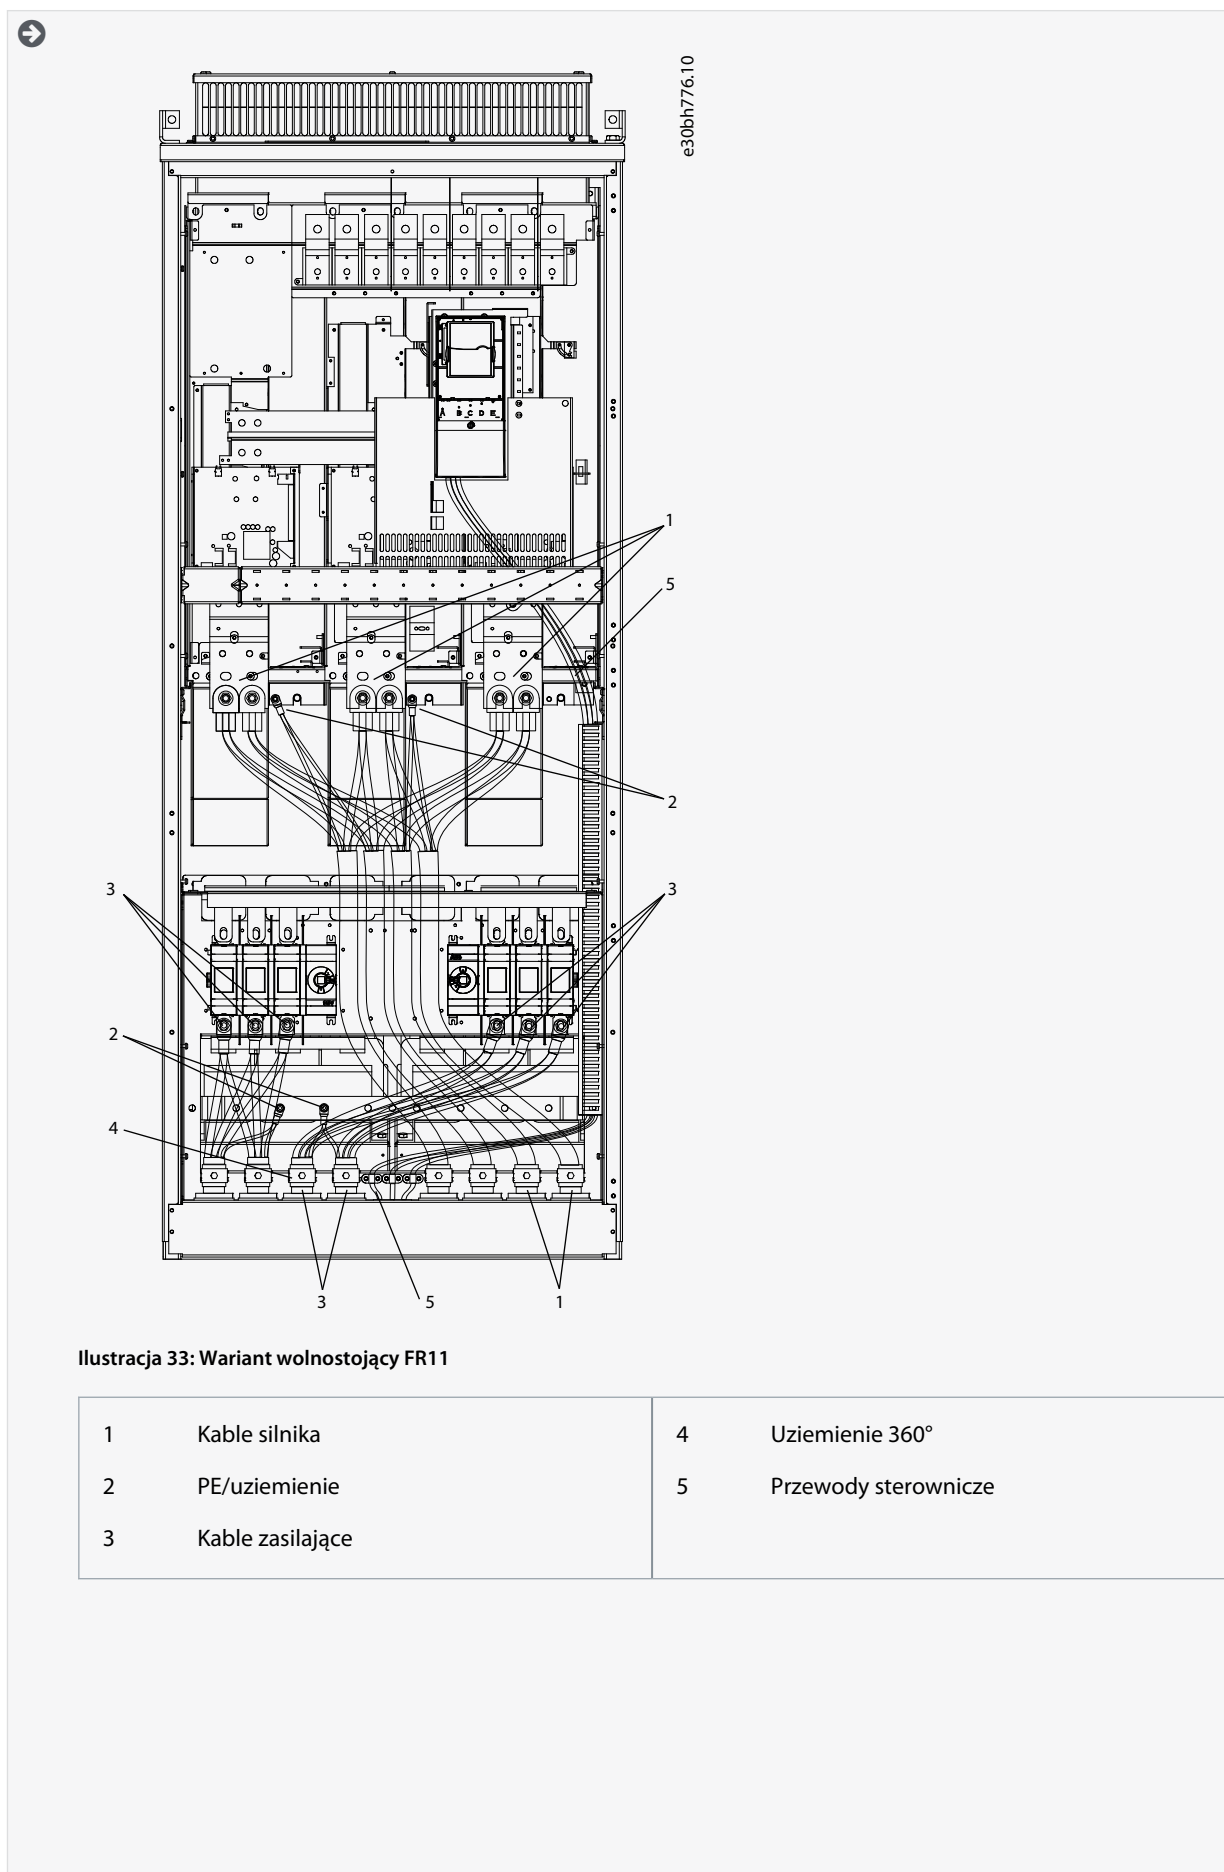 e30bh776.10
A B C D E
1
5
2
3
3
2
4
3
5
1
Ilustracja 33: Wariant wolnostojący FR11
1 Kable silnika
2 PE/uziemienie
3 Kable zasilające
4 Uziemienie 360°
5 Przewody sterownicze